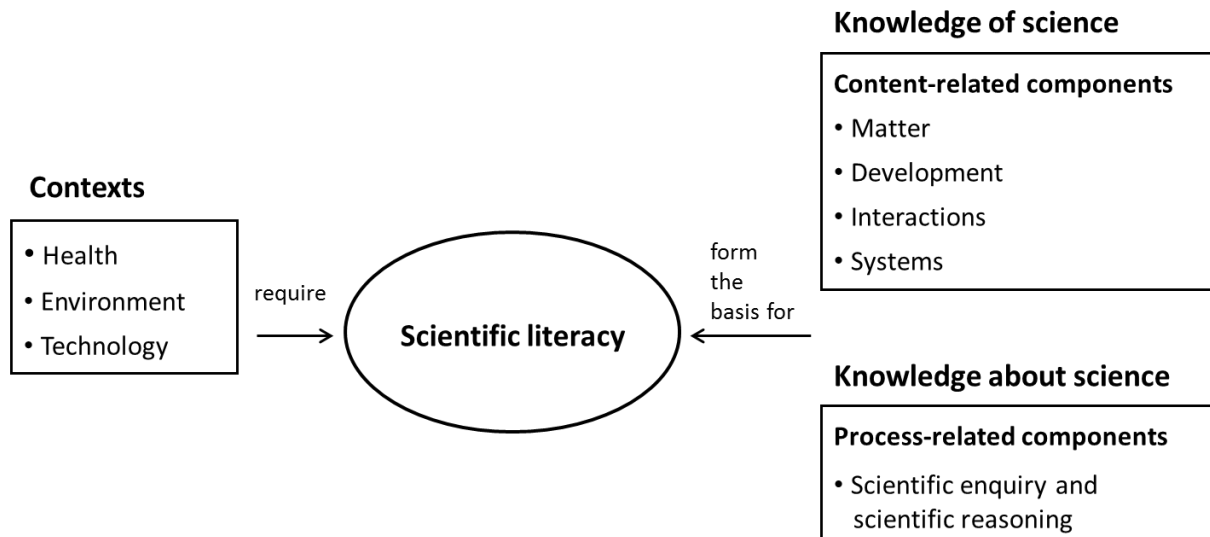 Contexts
• Health
• Environment
• Technology
require
Scientific literacy
form
the
basis for
Knowledge of science
Content-related components
• Matter
• Development
• Interactions
• Systems
Knowledge about science
Process-related components
• Scientific enquiry and
scientific reasoning